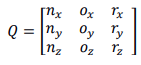 Q = [ n_x o_x r_x
n_y o_y r_y
n_z o_z r_z ]